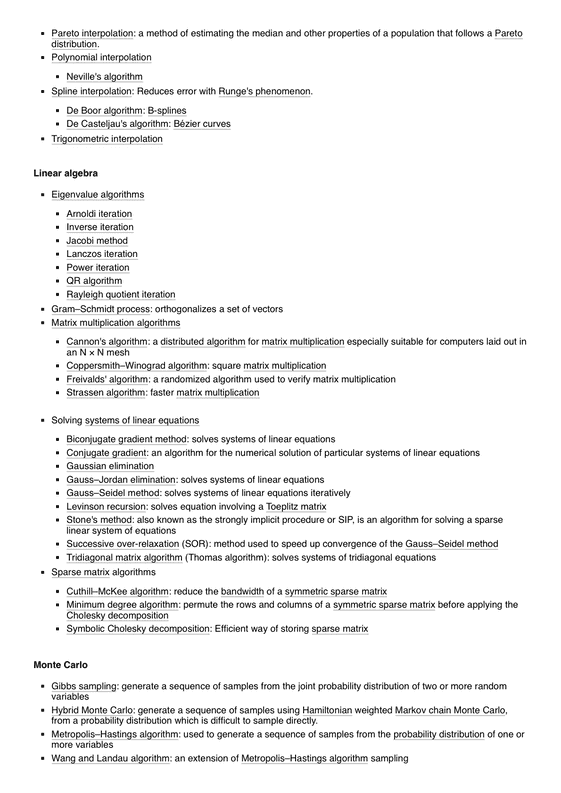 Pareto interpolation: a method of estimating the median and other properties of a population that follows a Pareto
distribution.
Polynomial interpolation
Neville's algorithm
Spline interpolation: Reduces error with Runge's phenomenon.
De Boor algorithm: B-splines
De Casteljau's algorithm: Bézier curves
Trigonometric interpolation
Linear algebra
Eigenvalue algorithms
Arnoldi iteration
Inverse iteration
Jacobi method
Lanczos iteration
Power iteration
QR algorithm
Rayleigh quotient iteration
Gram–Schmidt process: orthogonalizes a set of vectors
Matrix multiplication algorithms
Cannon's algorithm: a distributed algorithm for matrix multiplication especially suitable for computers laid out in
an N × N mesh
Coppersmith–Winograd algorithm: square matrix multiplication
Freivalds' algorithm: a randomized algorithm used to verify matrix multiplication
Strassen algorithm: faster matrix multiplication
Solving systems of linear equations
Biconjugate gradient method: solves systems of linear equations
Conjugate gradient: an algorithm for the numerical solution of particular systems of linear equations
Gaussian elimination
Gauss–Jordan elimination: solves systems of linear equations
Gauss–Seidel method: solves systems of linear equations iteratively
Levinson recursion: solves equation involving a Toeplitz matrix
Stone's method: also known as the strongly implicit procedure or SIP, is an algorithm for solving a sparse
linear system of equations
Successive over-relaxation (SOR): method used to speed up convergence of the Gauss–Seidel method
Tridiagonal matrix algorithm (Thomas algorithm): solves systems of tridiagonal equations
Sparse matrix algorithms
Cuthill–McKee algorithm: reduce the bandwidth of a symmetric sparse matrix
Minimum degree algorithm: permute the rows and columns of a symmetric sparse matrix before applying the
Cholesky decomposition
Symbolic Cholesky decomposition: Efficient way of storing sparse matrix
Monte Carlo
Gibbs sampling: generate a sequence of samples from the joint probability distribution of two or more random
variables
Hybrid Monte Carlo: generate a sequence of samples using Hamiltonian weighted Markov chain Monte Carlo,
from a probability distribution which is difficult to sample directly.
Metropolis–Hastings algorithm: used to generate a sequence of samples from the probability distribution of one or
more variables
Wang and Landau algorithm: an extension of Metropolis–Hastings algorithm sampling